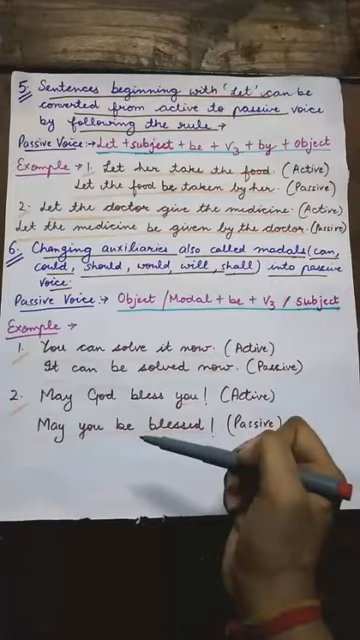 5. Sentences beginning with 'Let' can be
converted from active to passive voice
by following the rule →
Passive Voice:→ Let + subject + be + V3 + by + object
Example → 1. Let her take the food (Active)
Let the food be taken by her. (Passive)
2. Let the doctor give the medicine. (Active)
Let the medicine be given by the doctor. (Passive)
6. Changing auxiliaries also called modals (can,
could, should, would, will, shall) into passive
voice:
Passive Voice:→ Object / Modal + be + V3 / subject
Example →
1. You can solve it now. (Active)
It can be solved now. (Passive)
2. May God bless you! (Active)
May you be blessed! (Passive)